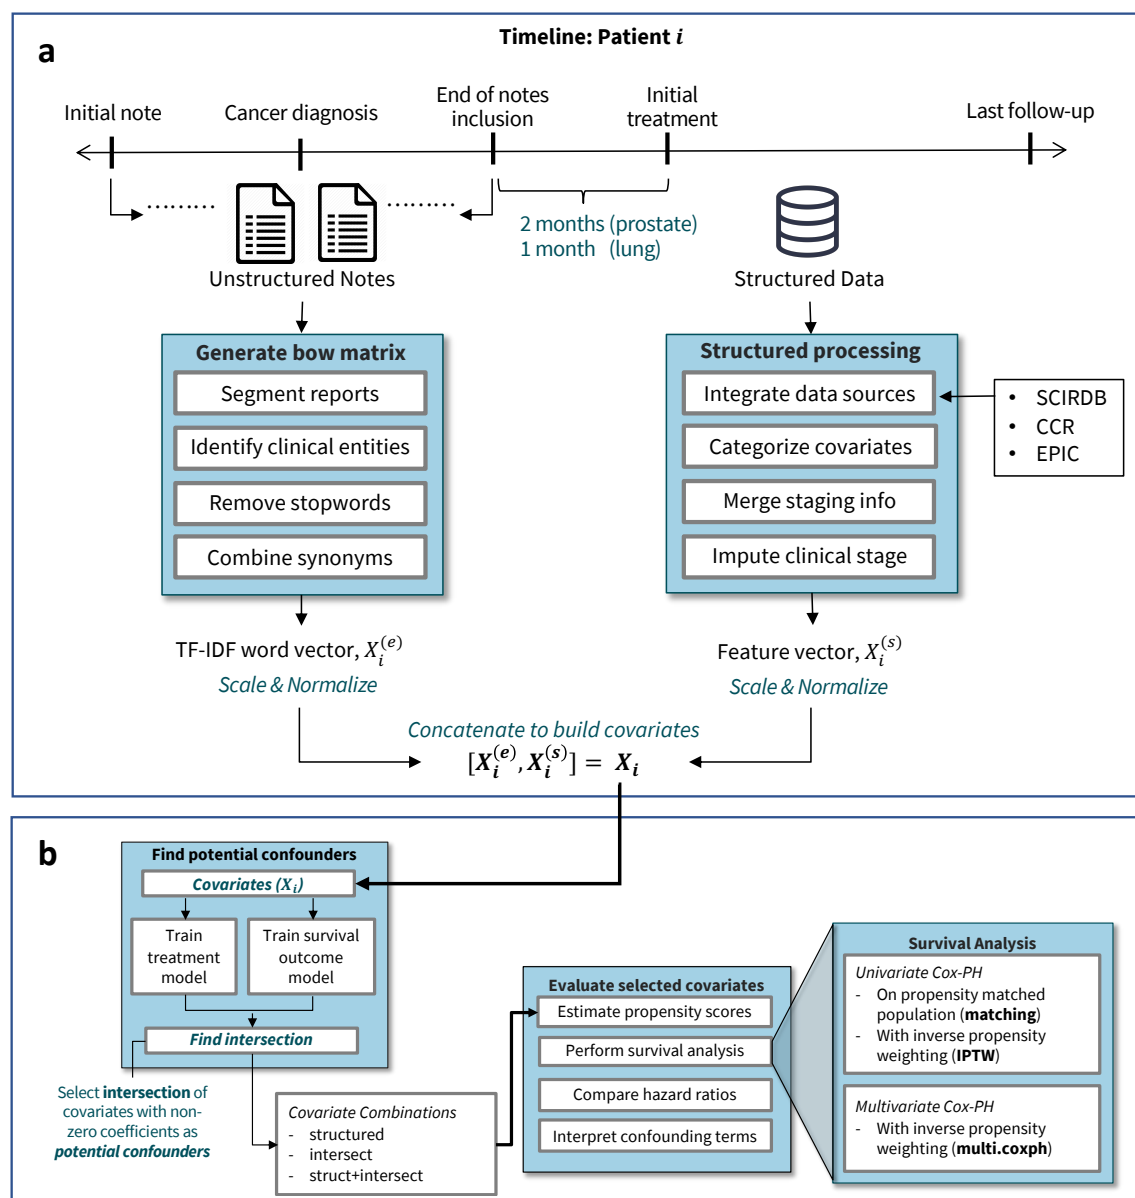 a
Timeline: Patient i
Initial note
Cancer diagnosis
End of notes
inclusion
Initial
treatment
Last follow-up
2 months (prostate)
1 month (lung)
Unstructured Notes
Structured Data
Generate bow matrix
Segment reports
Identify clinical entities
Remove stopwords
Combine synonyms
Structured processing
Integrate data sources
Categorize covariates
Merge staging info
Impute clinical stage
• SCIRDB
• CCR
• EPIC
TF-IDF word vector, X_i^(e)
Scale & Normalize
Feature vector, X_i^(s)
Scale & Normalize
Concatenate to build covariates
[X_i^(e), X_i^(s)] = X_i
b
Find potential confounders
Covariates (X_i)
Train
treatment
model
Train survival
outcome
model
Find intersection
Select intersection of
covariates with non-
zero coefficients as
potential confounders
Covariate Combinations
- structured
- intersect
- struct+intersect
Evaluate selected covariates
Estimate propensity scores
Perform survival analysis
Compare hazard ratios
Interpret confounding terms
Survival Analysis
Univariate Cox-PH
- On propensity matched
population (matching)
- With inverse propensity
weighting (IPTW)
Multivariate Cox-PH
- With inverse propensity
weighting (multi.coxph)